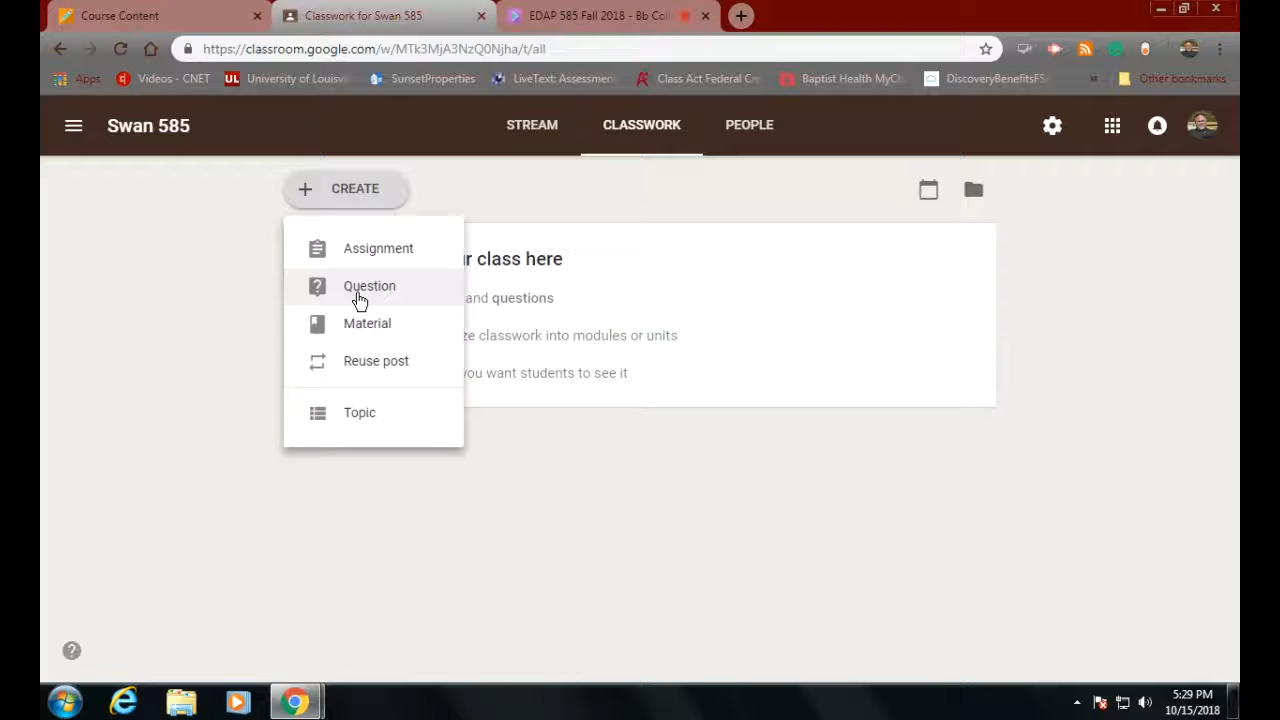 Course Content
Classwork for Swan 585
EDAP 585 Fall 2018 - Bb Coll
https://classroom.google.com/w/MTk3MjA3NzQ0Njha/t/all
Apps
Videos - CNET
UL University of Louisvi
SunsetProperties
LiveText: Assessmen
Class Act Federal Cr
Baptist Health MyCh
DiscoveryBenefitsFS
»
Other bookmarks
Swan 585
STREAM
CLASSWORK
PEOPLE
+ CREATE
Assignment
Question
Material
Reuse post
Topic
r class here
and questions
ze classwork into modules or units
you want students to see it
5:29 PM
10/15/2018